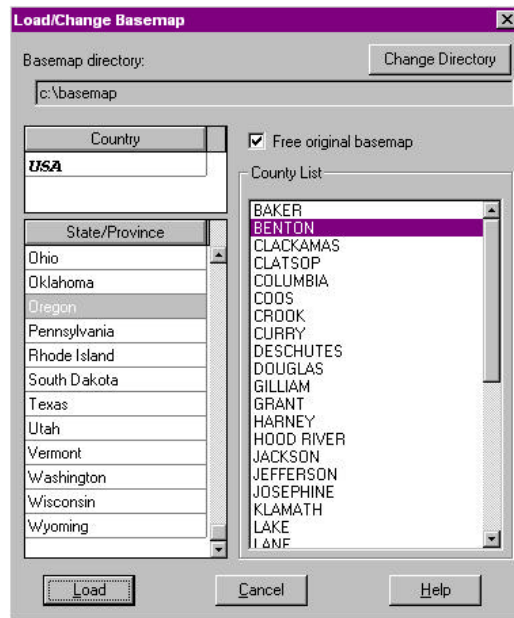 Load/Change Basemap
Basemap directory:
Change Directory
c:\basemap
Country
USA
Free original basemap
County List
State/Province
Ohio
Oklahoma
Oregon
Pennsylvania
Rhode Island
South Dakota
Texas
Utah
Vermont
Washington
Wisconsin
Wyoming
BAKER
BENTON
CLACKAMAS
CLATSOP
COLUMBIA
COOS
CROOK
CURRY
DESCHUTES
DOUGLAS
GILLIAM
GRANT
HARNEY
HOOD RIVER
JACKSON
JEFFERSON
JOSEPHINE
KLAMATH
LAKE
LANE
Load
Cancel
Help